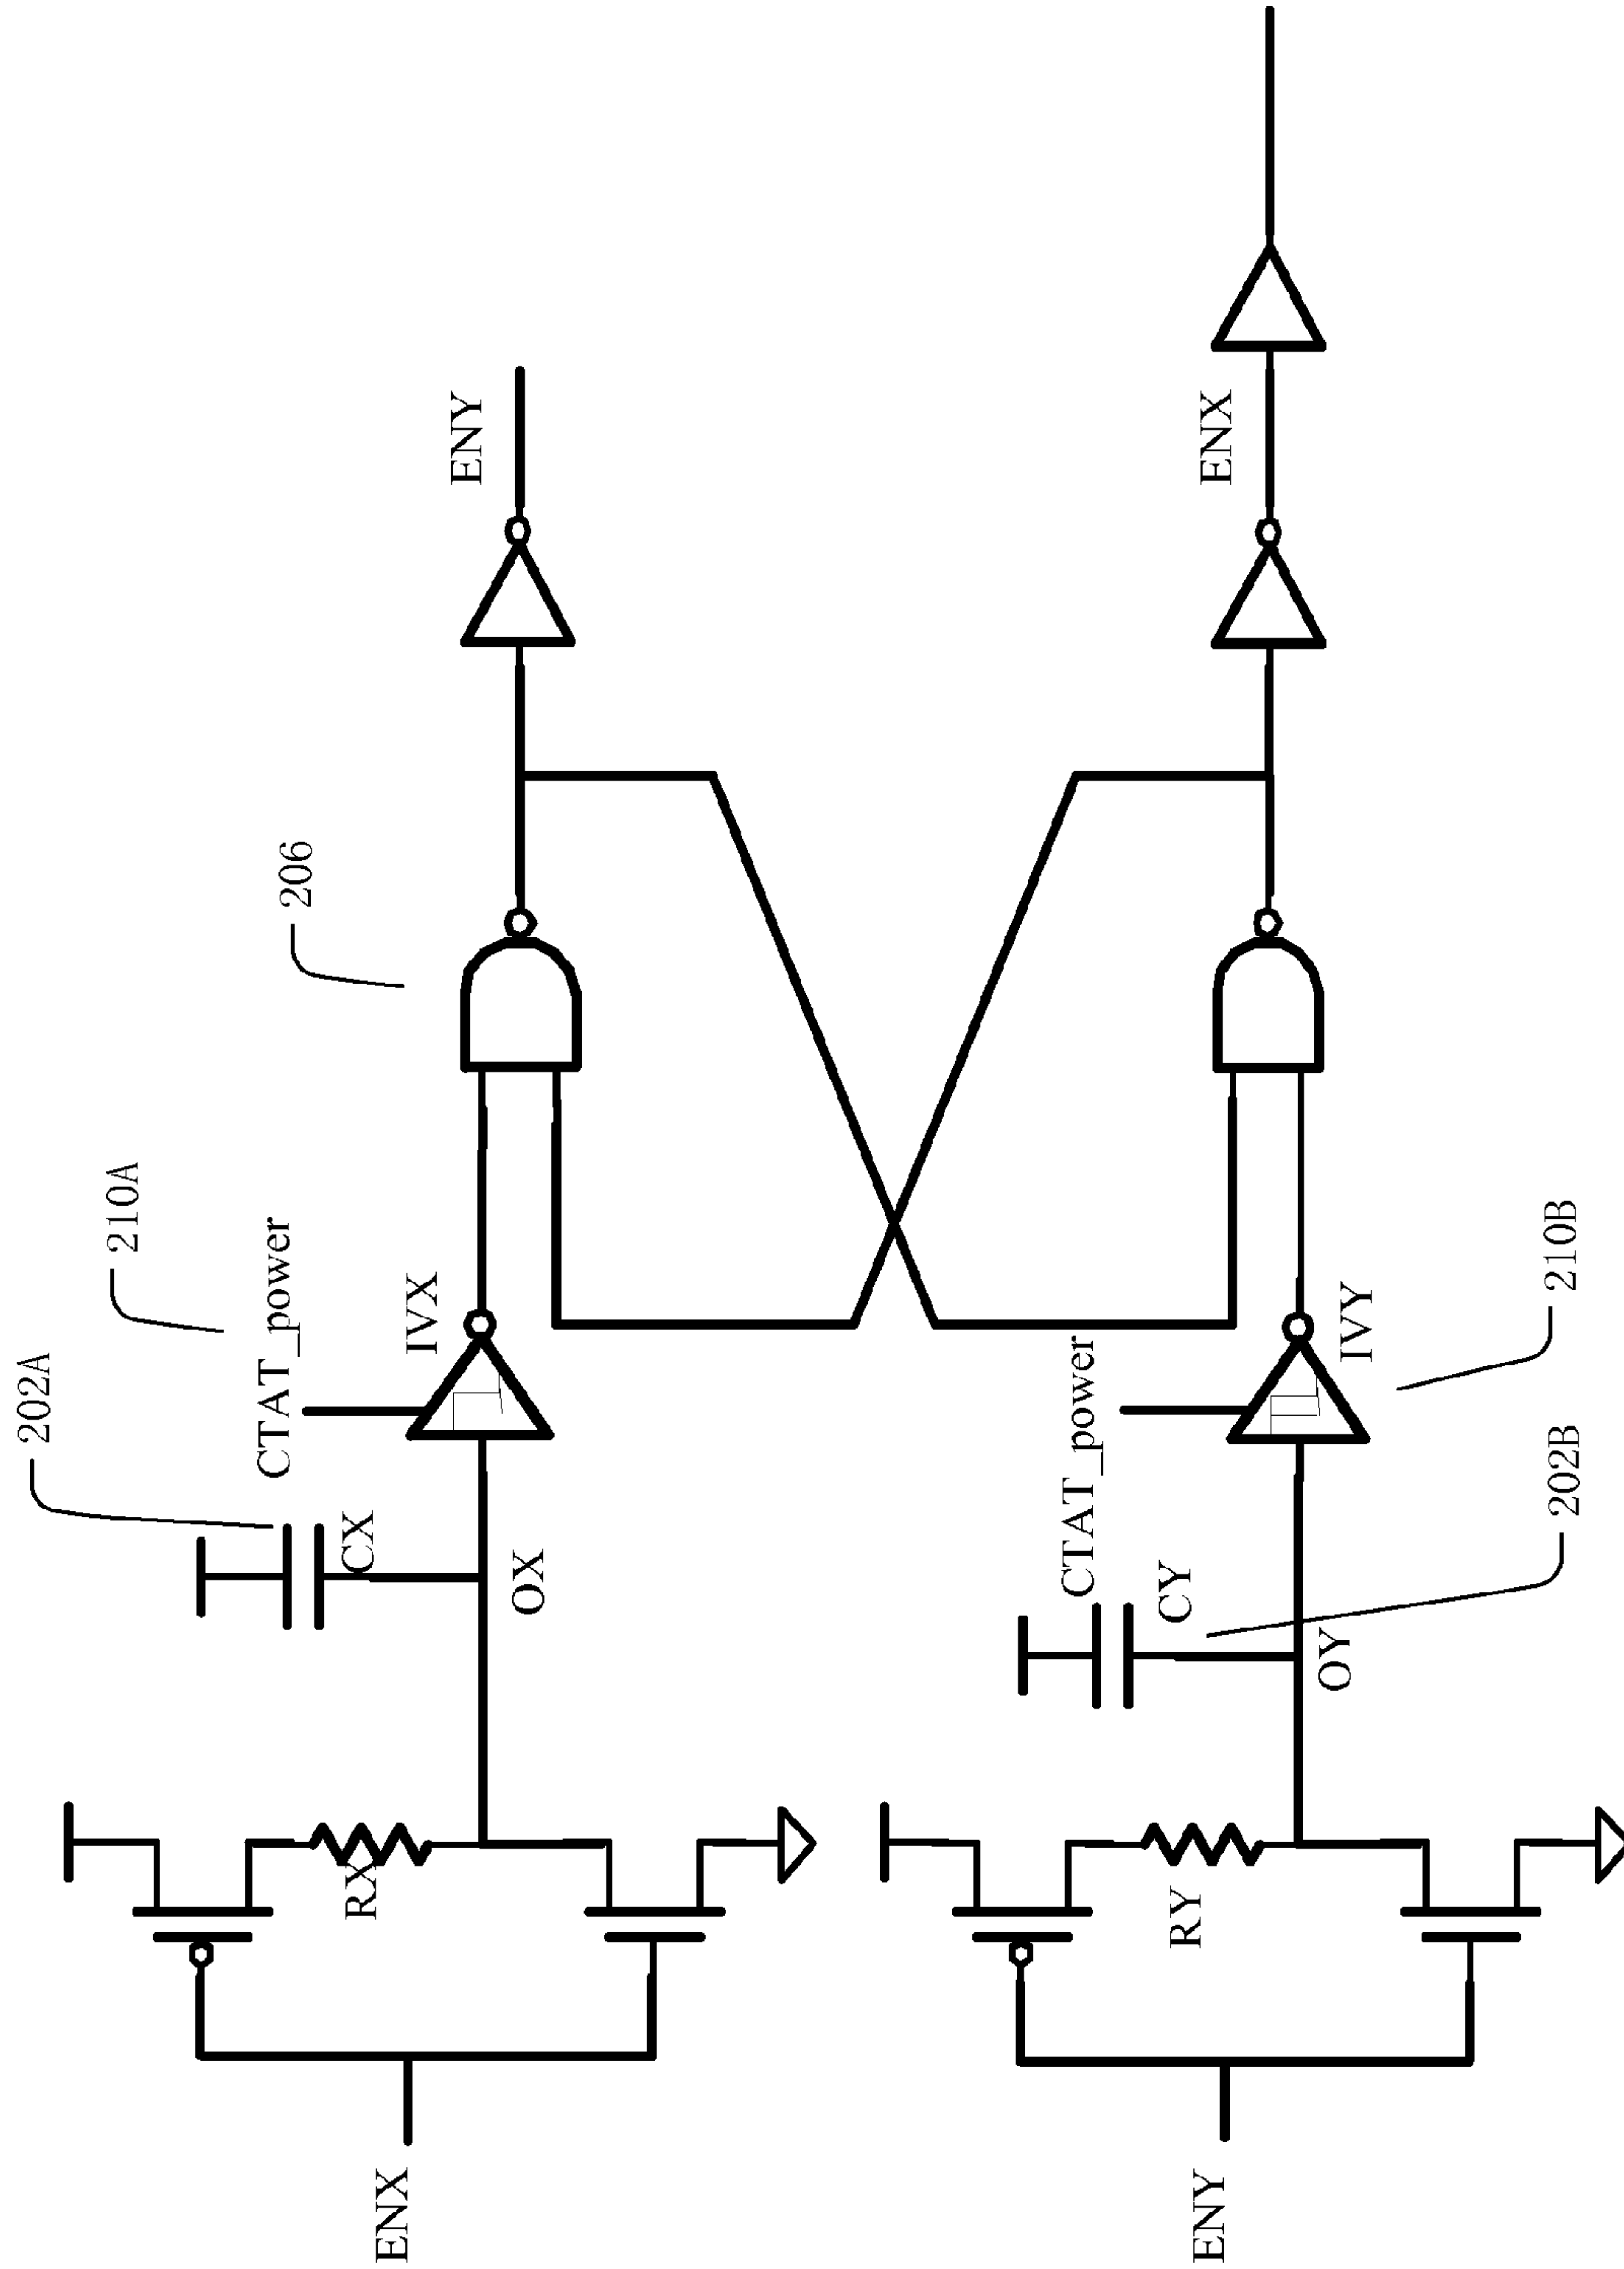 202A
210A
206
CTAT_power
IVX
CX
OX
RX
ENX
ENY
CTAT_power
IVY
CY
OY
RY
ENY
ENX
202B
210B